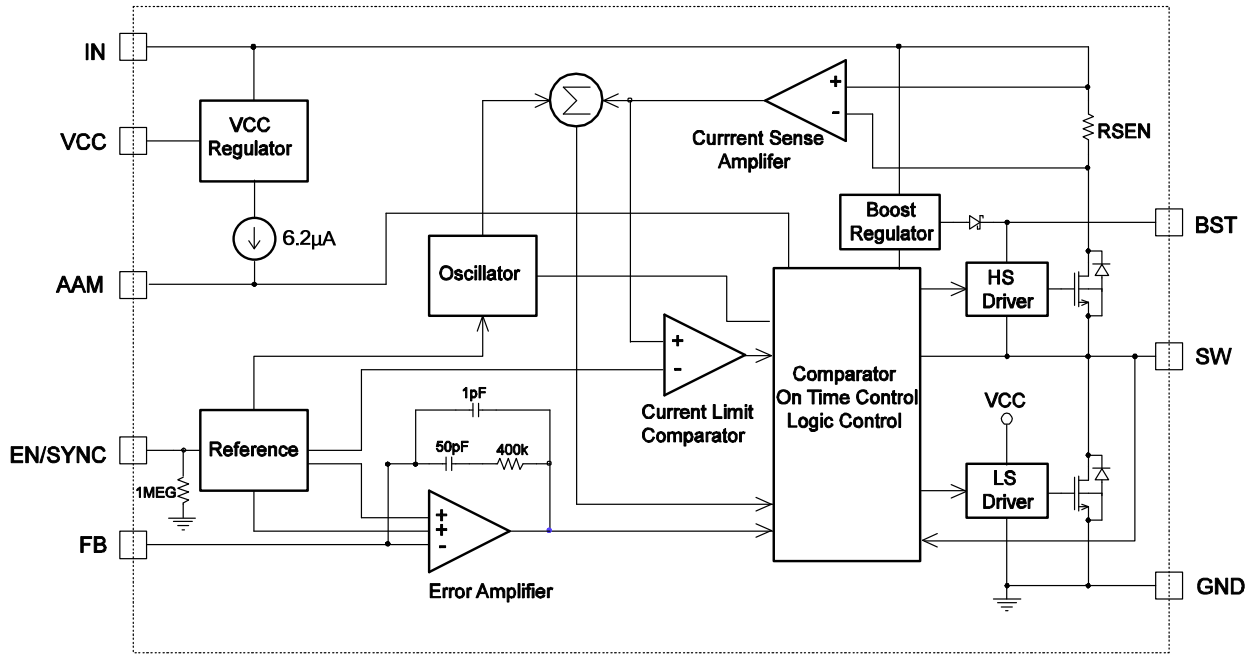 IN
VCC
Regulator
VCC
6.2µA
AAM
Σ
+
-
Currrent Sense
Amplifer
RSEN
Boost
Regulator
BST
Oscillator
HS
Driver
+
-
Current Limit
Comparator
Comparator
On Time Control
Logic Control
SW
VCC
1pF
50pF
400k
EN/SYNC
Reference
1MEG
LS
Driver
FB
+
+
-
Error Amplifier
GND